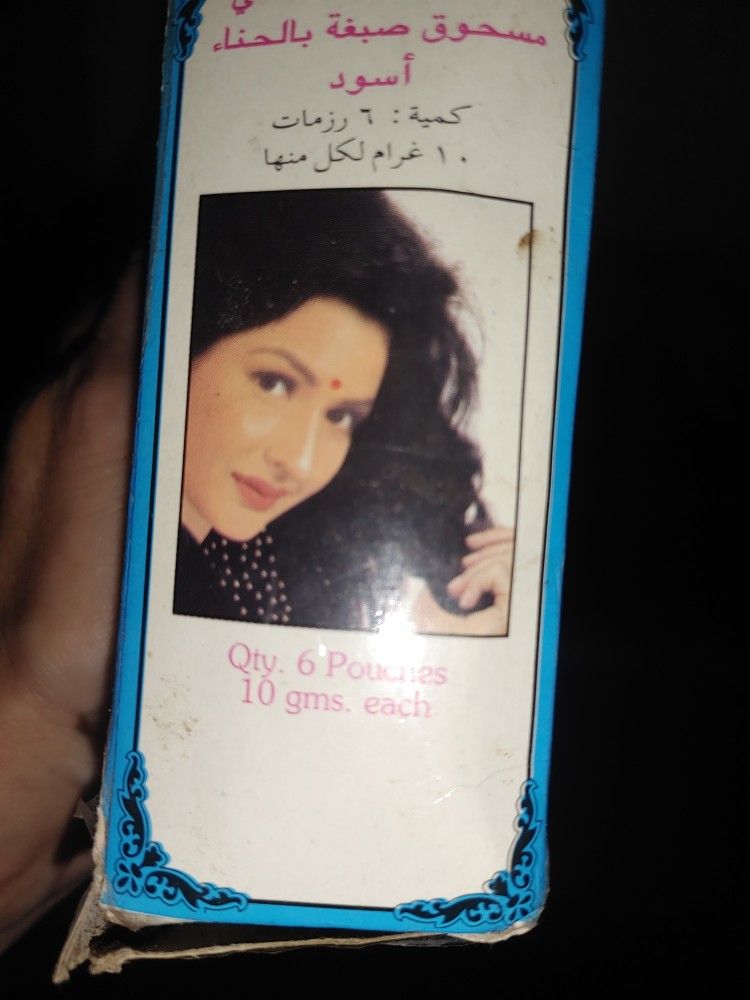 مسحوق صبغة بالحناء
أسود
كمية : ٦ رزمات
١٠ غرام لكل منها
Qty. 6 Pouches
10 gms. each